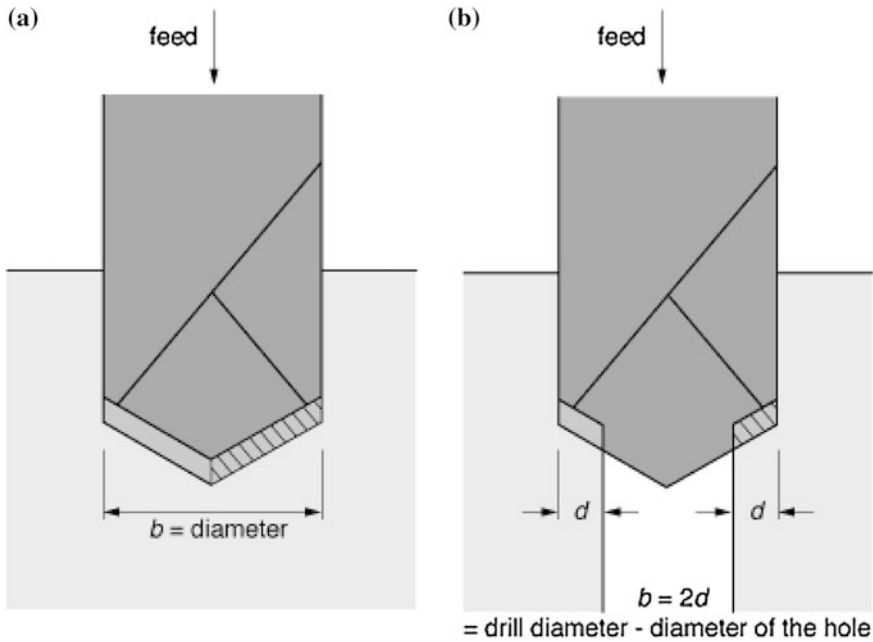 (a)
feed
b = diameter
(b)
feed
d
d
b = 2d
= drill diameter - diameter of the hole